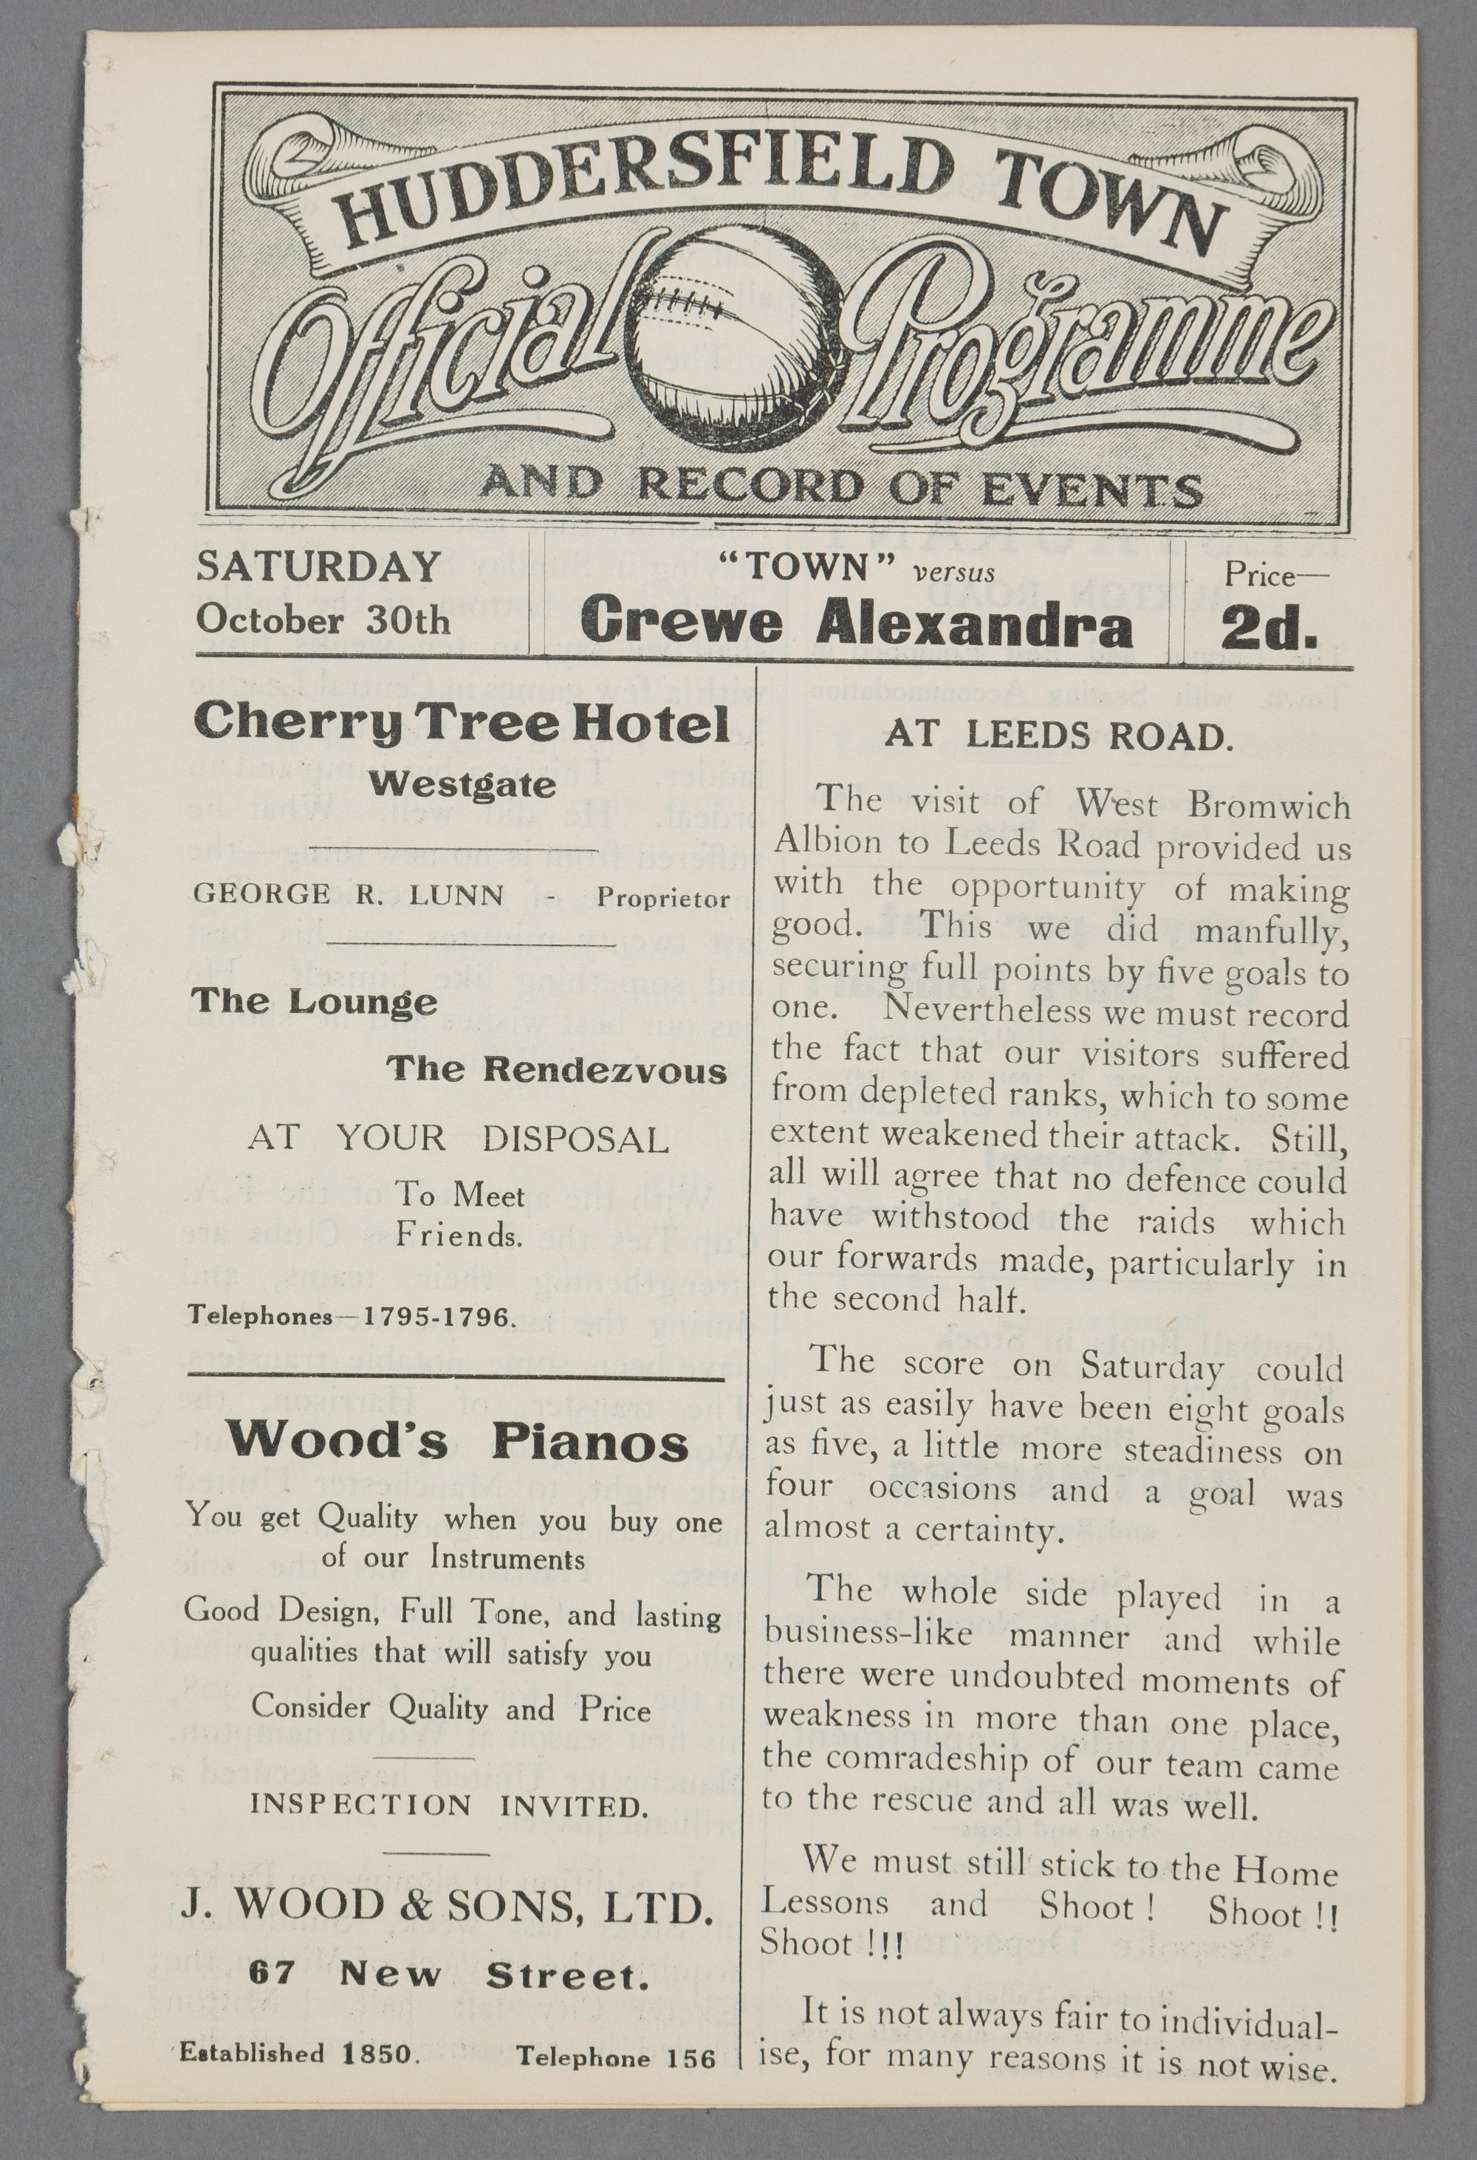 HUDDERSFIELD TOWN
Official Programme
AND RECORD OF EVENTS
SATURDAY
October 30th
"TOWN" versus
Crewe Alexandra
Price—
2d.
Cherry Tree Hotel
Westgate
GEORGE R. LUNN - Proprietor
The Lounge
The Rendezvous
AT YOUR DISPOSAL
To Meet
Friends.
Telephones—1795-1796.
Wood's Pianos
You get Quality when you buy one
of our Instruments
Good Design, Full Tone, and lasting
qualities that will satisfy you
Consider Quality and Price
INSPECTION INVITED.
J. WOOD & SONS, LTD.
67 New Street.
Established 1850. Telephone 156
AT LEEDS ROAD.
The visit of West Bromwich
Albion to Leeds Road provided us
with the opportunity of making
good. This we did manfully,
securing full points by five goals to
one. Nevertheless we must record
the fact that our visitors suffered
from depleted ranks, which to some
extent weakened their attack. Still,
all will agree that no defence could
have withstood the raids which
our forwards made, particularly in
the second half.
The score on Saturday could
just as easily have been eight goals
as five, a little more steadiness on
four occasions and a goal was
almost a certainty.
The whole side played in a
business-like manner and while
there were undoubted moments of
weakness in more than one place,
the comradeship of our team came
to the rescue and all was well.
We must still stick to the Home
Lessons and Shoot ! Shoot !!
Shoot !!!
It is not always fair to individual-
ise, for many reasons it is not wise.